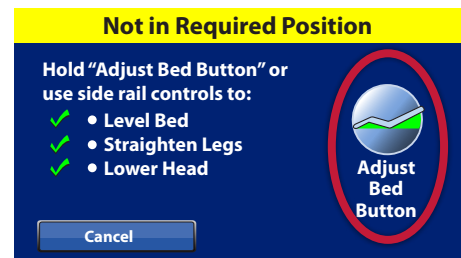 Not in Required Position
Hold “Adjust Bed Button” or
use side rail controls to:
• Level Bed
• Straighten Legs
• Lower Head
Adjust
Bed
Button
Cancel